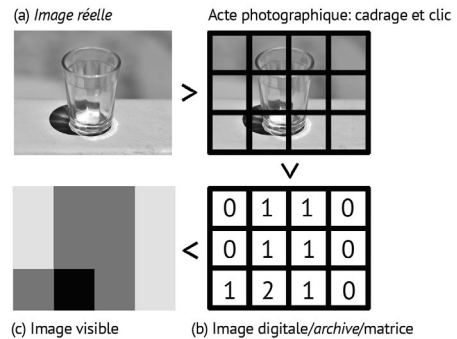 (a) Image réelle
Acte photographique: cadrage et clic
>
0 1 1 0
0 1 1 0
1 2 1 0
<
(c) Image visible
(b) Image digitale/archive/matrice